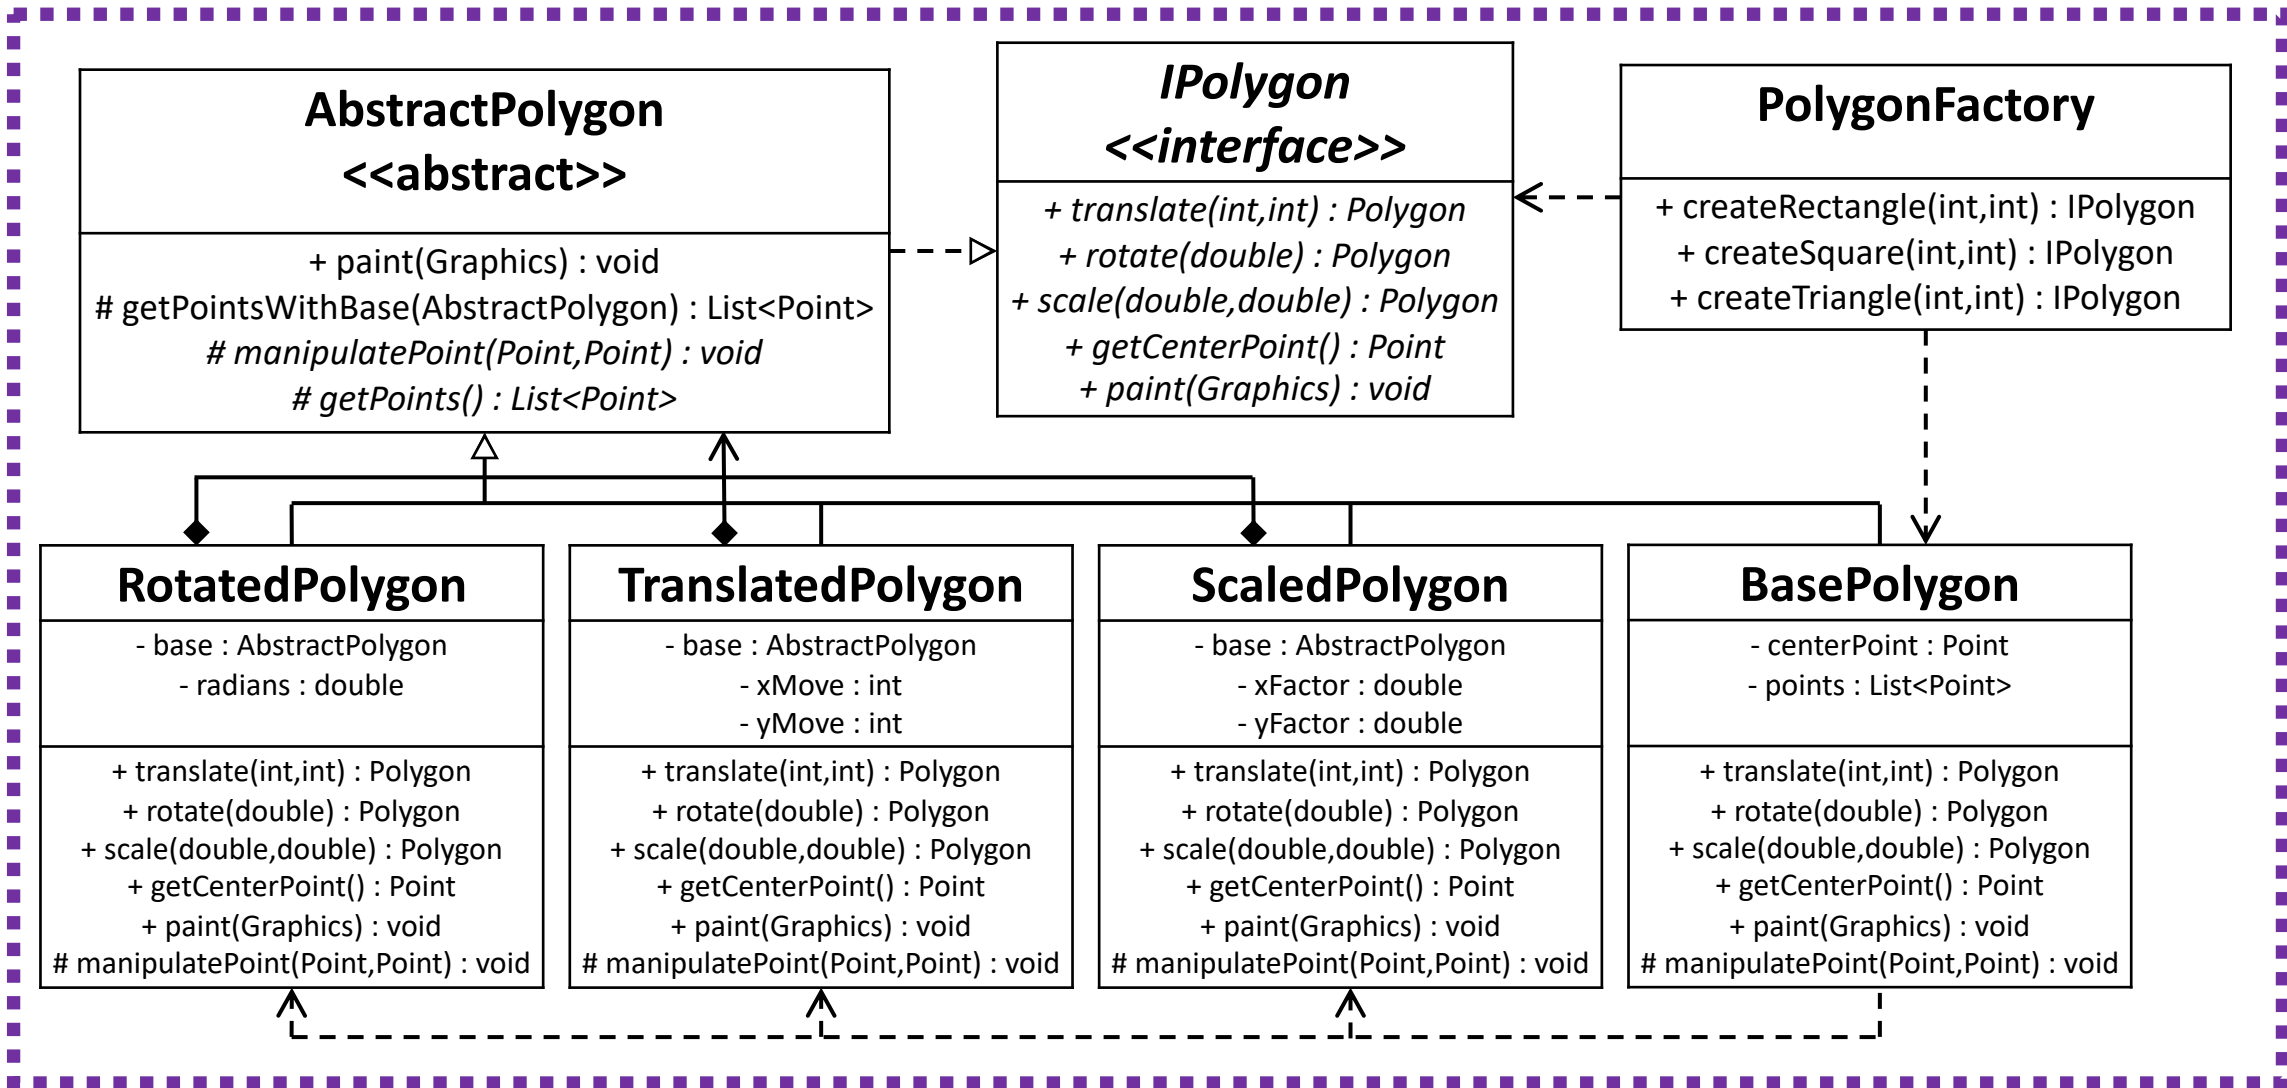 AbstractPolygon
<<abstract>>
+ paint(Graphics) : void
# getPointsWithBase(AbstractPolygon) : List<Point>
# manipulatePoint(Point,Point) : void
# getPoints() : List<Point>
IPolygon
<<interface>>
+ translate(int,int) : Polygon
+ rotate(double) : Polygon
+ scale(double,double) : Polygon
+ getCenterPoint() : Point
+ paint(Graphics) : void
PolygonFactory
+ createRectangle(int,int) : IPolygon
+ createSquare(int,int) : IPolygon
+ createTriangle(int,int) : IPolygon
RotatedPolygon
- base : AbstractPolygon
- radians : double
+ translate(int,int) : Polygon
+ rotate(double) : Polygon
+ scale(double,double) : Polygon
+ getCenterPoint() : Point
+ paint(Graphics) : void
# manipulatePoint(Point,Point) : void
TranslatedPolygon
- base : AbstractPolygon
- xMove : int
- yMove : int
+ translate(int,int) : Polygon
+ rotate(double) : Polygon
+ scale(double,double) : Polygon
+ getCenterPoint() : Point
+ paint(Graphics) : void
# manipulatePoint(Point,Point) : void
ScaledPolygon
- base : AbstractPolygon
- xFactor : double
- yFactor : double
+ translate(int,int) : Polygon
+ rotate(double) : Polygon
+ scale(double,double) : Polygon
+ getCenterPoint() : Point
+ paint(Graphics) : void
# manipulatePoint(Point,Point) : void
BasePolygon
- centerPoint : Point
- points : List<Point>
+ translate(int,int) : Polygon
+ rotate(double) : Polygon
+ scale(double,double) : Polygon
+ getCenterPoint() : Point
+ paint(Graphics) : void
# manipulatePoint(Point,Point) : void